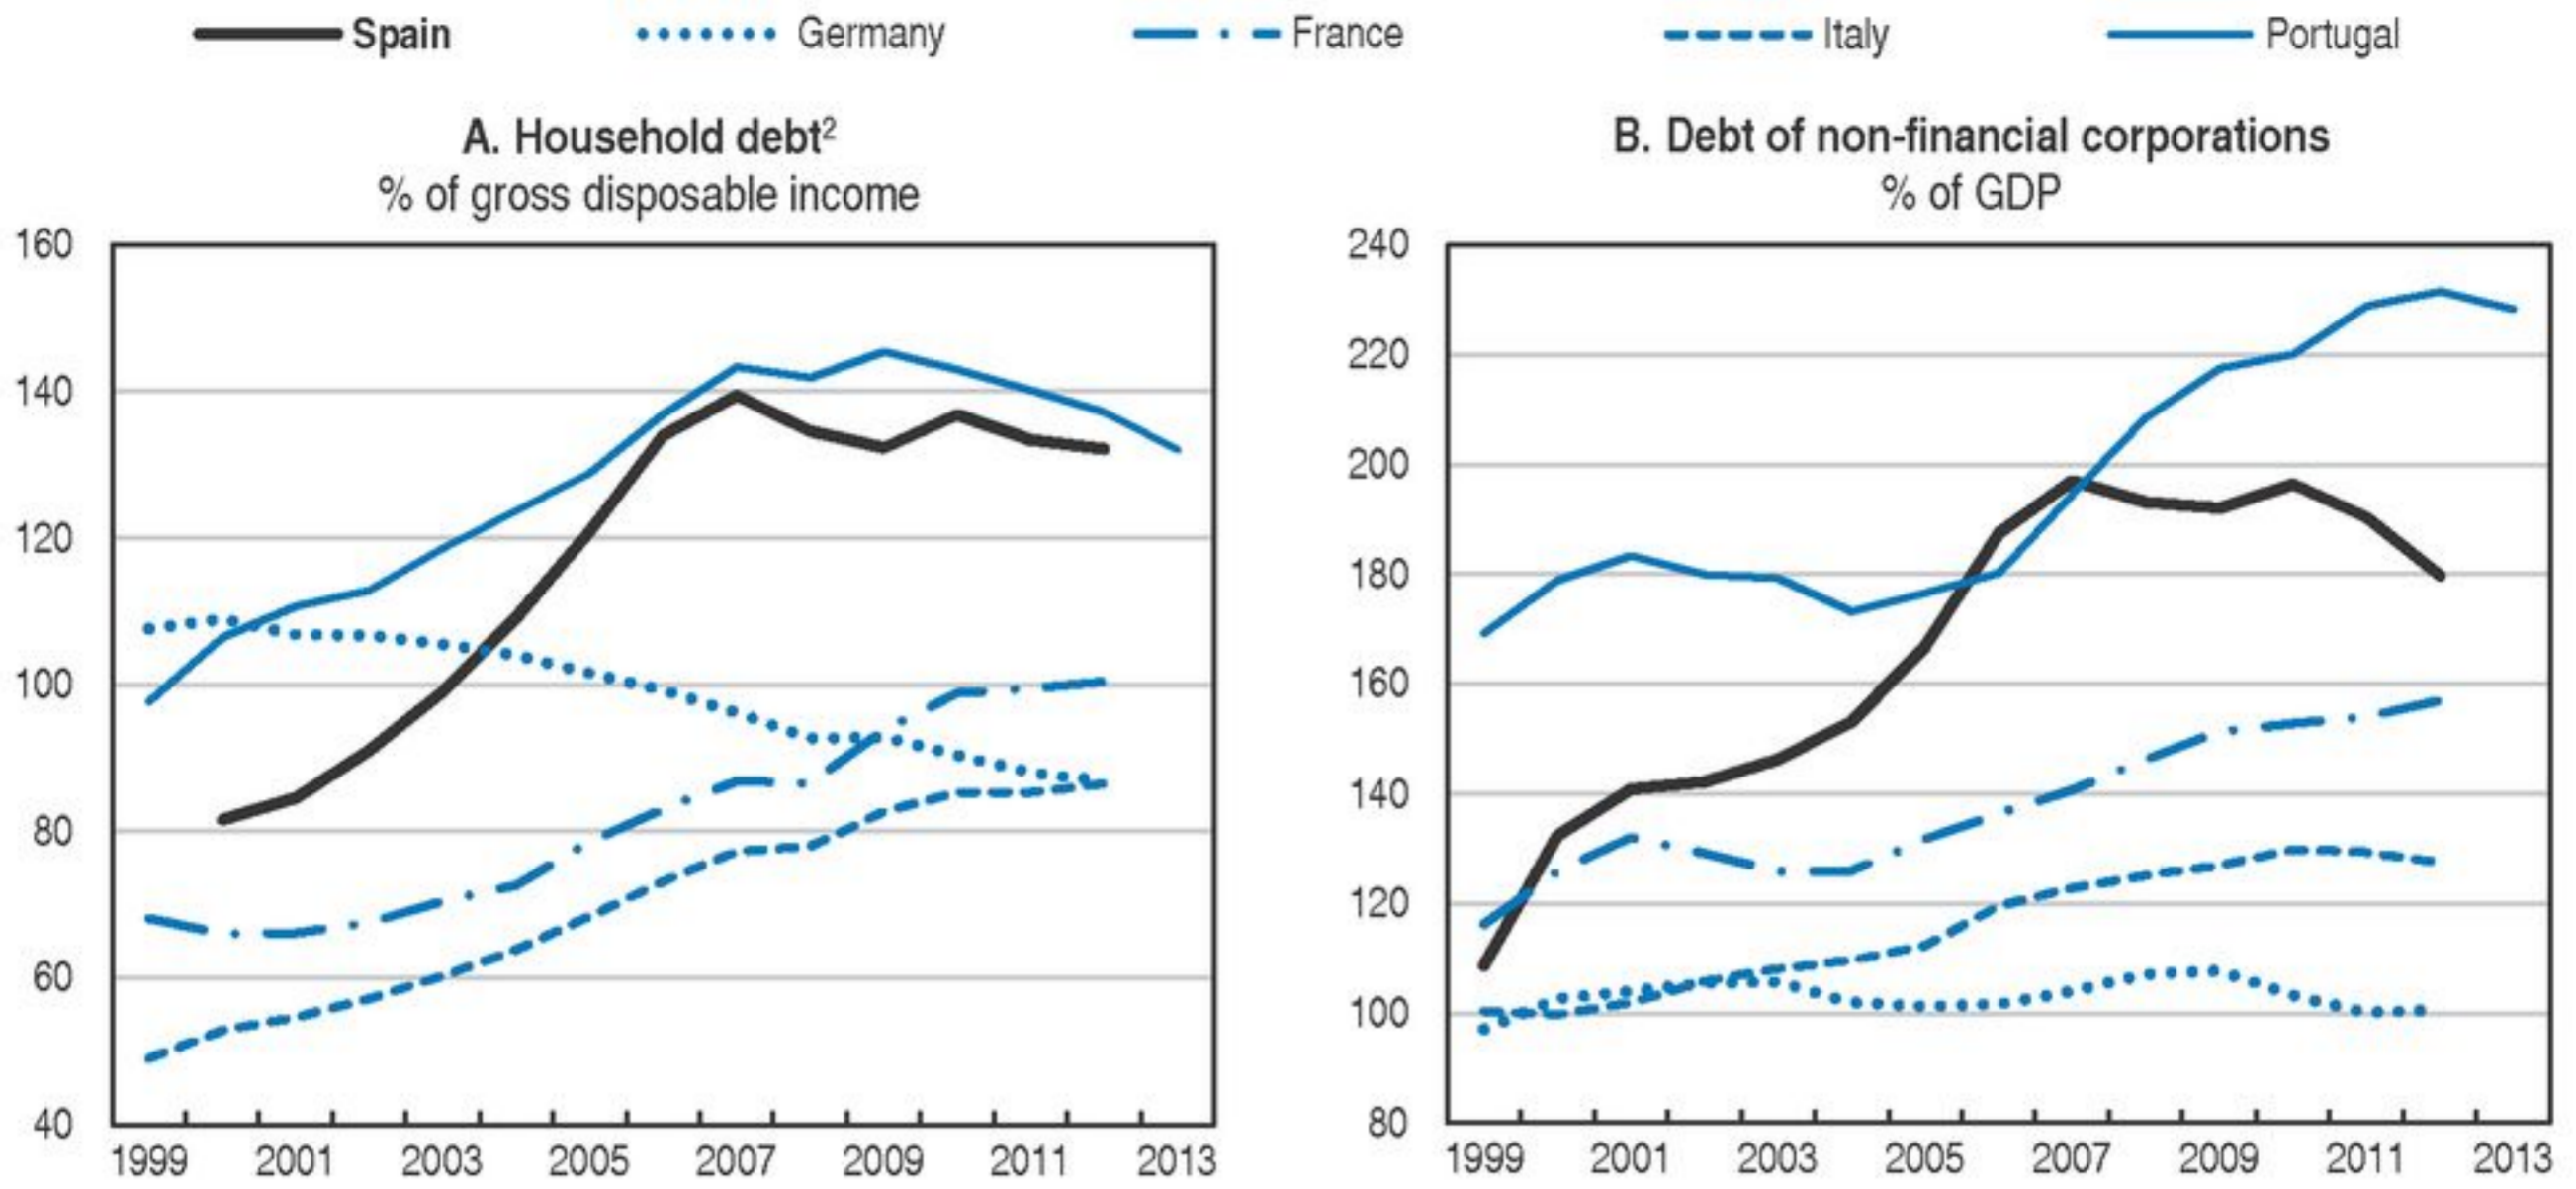 Spain Germany France Italy Portugal
A. Household debt²
% of gross disposable income
B. Debt of non-financial corporations
% of GDP
160
140
120
100
80
60
40
1999 2001 2003 2005 2007 2009 2011 2013
240
220
200
180
160
140
120
100
80
1999 2001 2003 2005 2007 2009 2011 2013